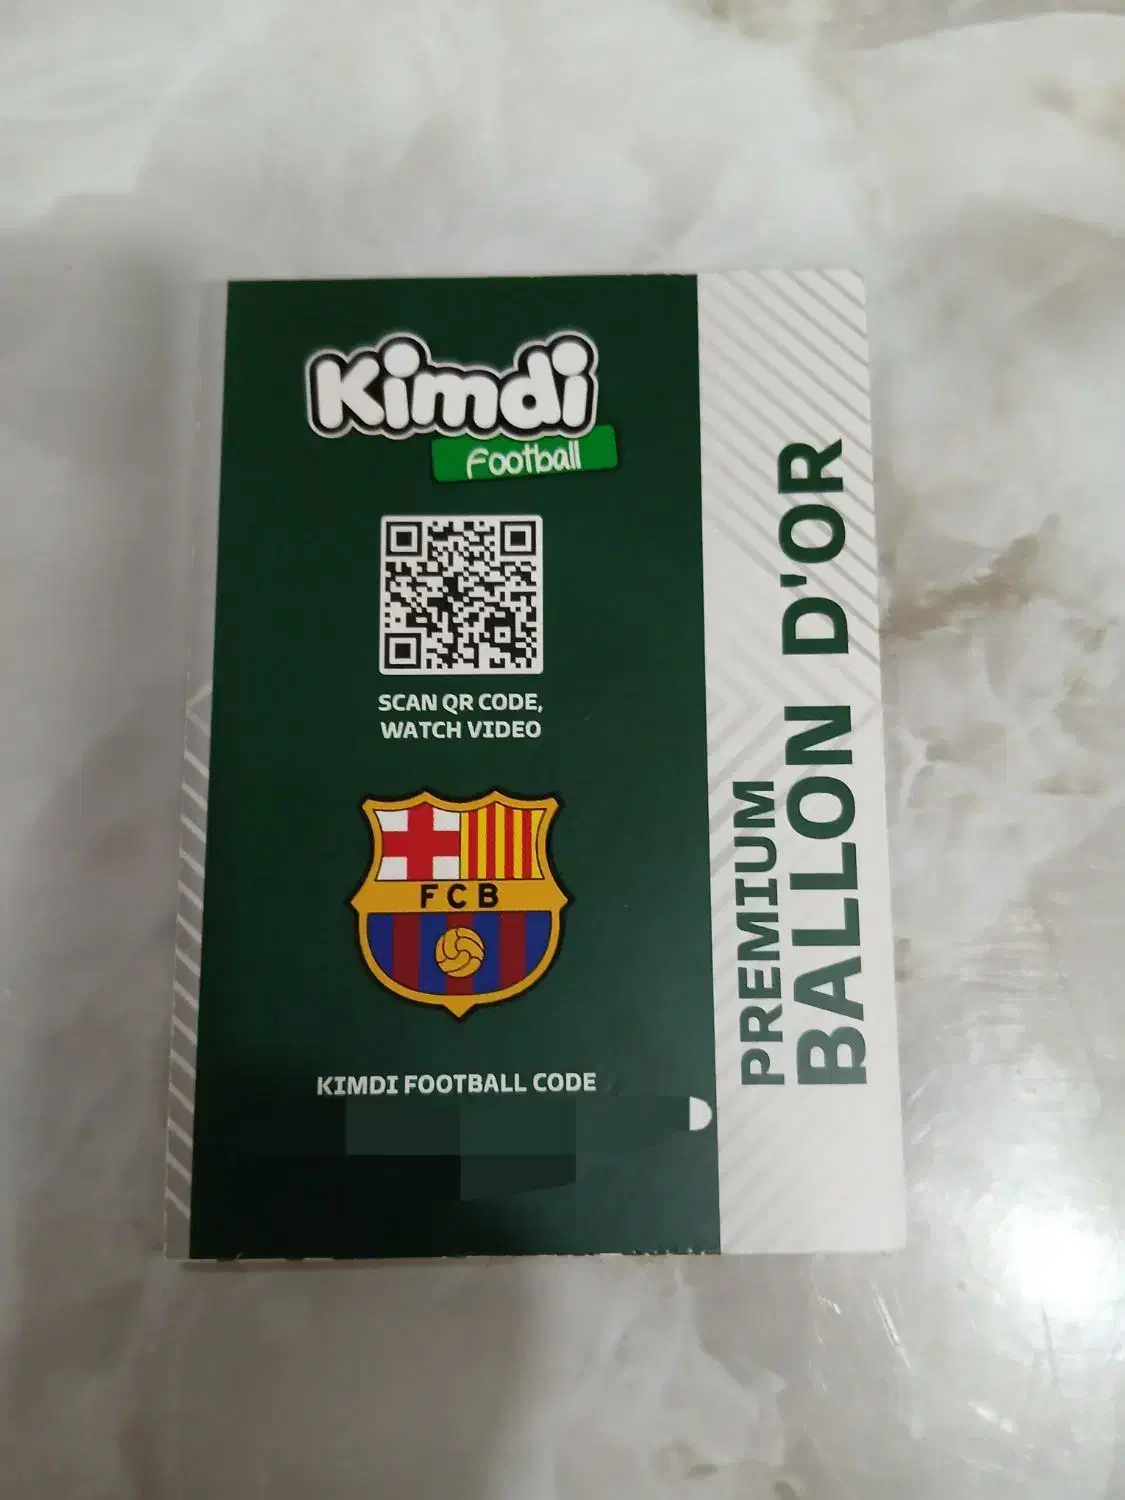 Kimdi
Football
SCAN QR CODE,
WATCH VIDEO
FCB
KIMDI FOOTBALL CODE
PREMIUM
BALLON D'OR